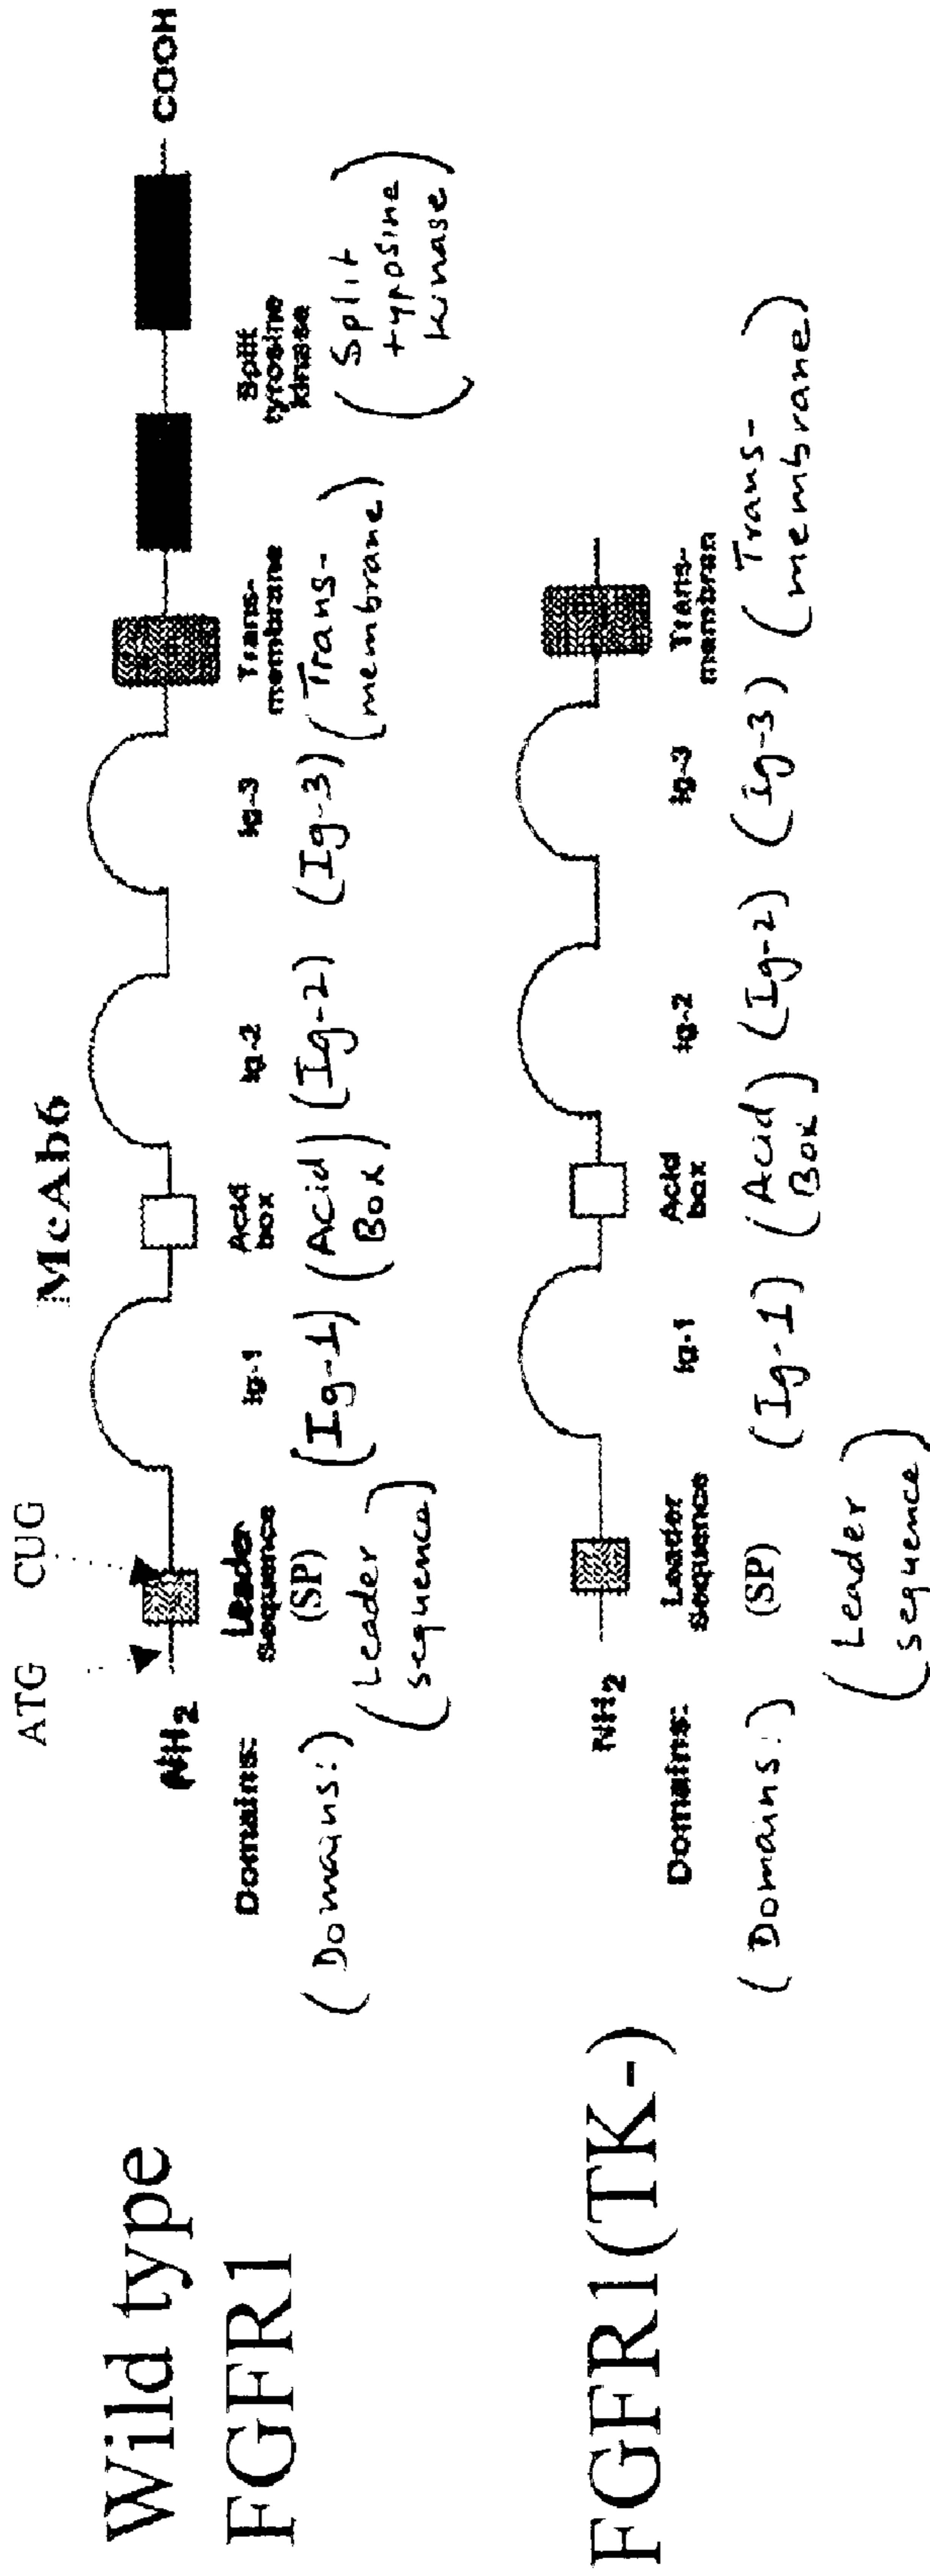 Wild type
FGFR1
McAb6
ATG CUG
NH2 COOH
Domains: Leader Sequence (SP) Ig-1 Acid box Ig-2 Ig-3 Trans-membrane Split tyrosine kinase
(Domains:) (Leader sequence) (Ig-1) (Acid Box) (Ig-2) (Ig-3) (Trans-membrane) (Split tyrosine kinase)
FGFR1(TK-)
NH2
Domains: Leader Sequence (SP) Ig-1 Acid box Ig-2 Ig-3 Trans-membran
(Domains:) (Leader sequence) (Ig-1) (Acid Box) (Ig-2) (Ig-3) (Trans-membrane)